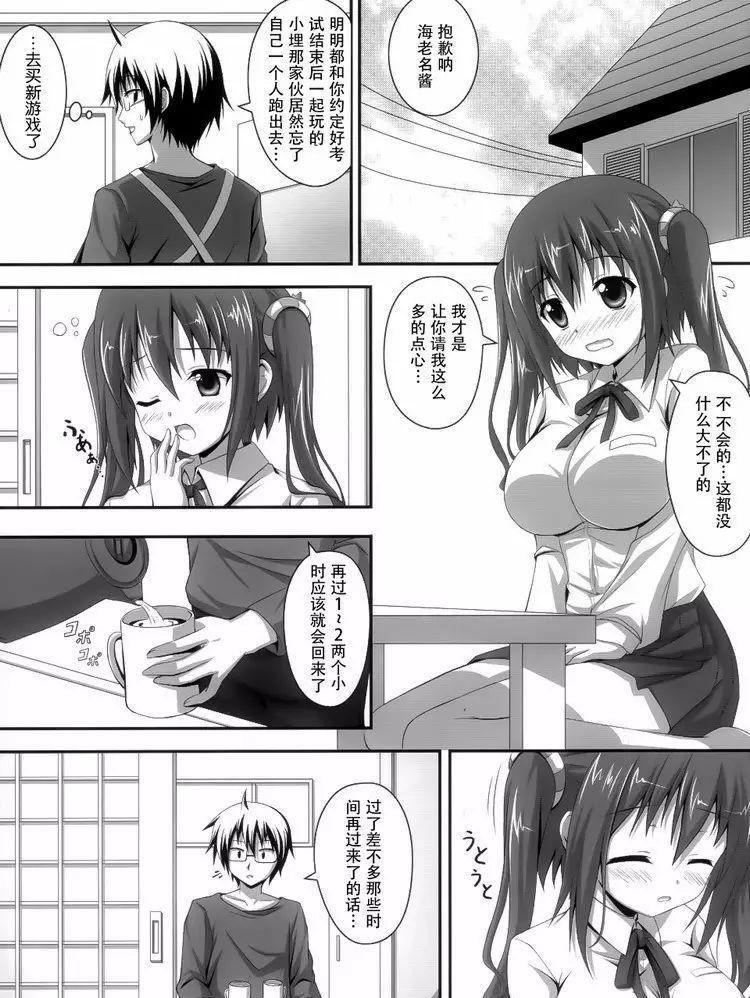 抱歉呐
海老名酱
明明都和你约定好考
试结束后一起玩的
小埋那家伙居然忘了
自己一个人跑出去…
…去买新游戏了
不 不会的…这都没
什么大不了的
我才是
让你请我这么
多的点心…
ふぁぁ
再过1~2两个小
时应该就会回来了
コポコポ
过了差不多那些时
间再过来了的话…
うとうと